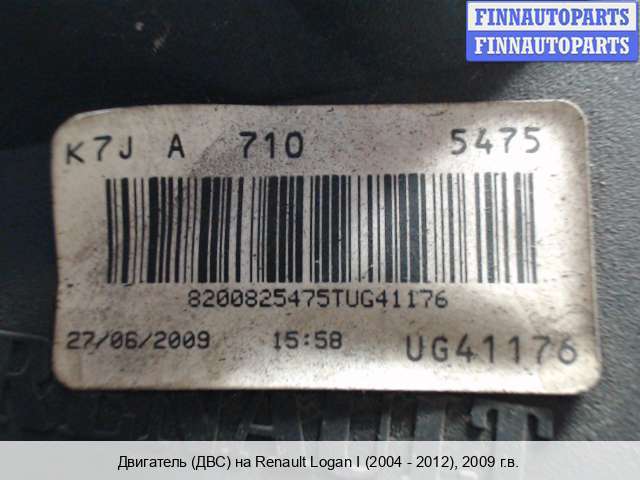 FINNAUTOPARTS
FINNAUTOPARTS
K7J A 710 5475
8200825475TUG41176
27/06/2009 15:58 UG41176
Двигатель (ДВС) на Renault Logan I (2004 - 2012), 2009 г.в.